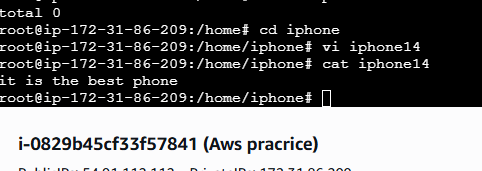 total 0
root@ip-172-31-86-209:/home# cd iphone
root@ip-172-31-86-209:/home/iphone# vi iphone14
root@ip-172-31-86-209:/home/iphone# cat iphone14
it is the best phone
root@ip-172-31-86-209:/home/iphone#
i-0829b45cf33f57841 (Aws pracrice)